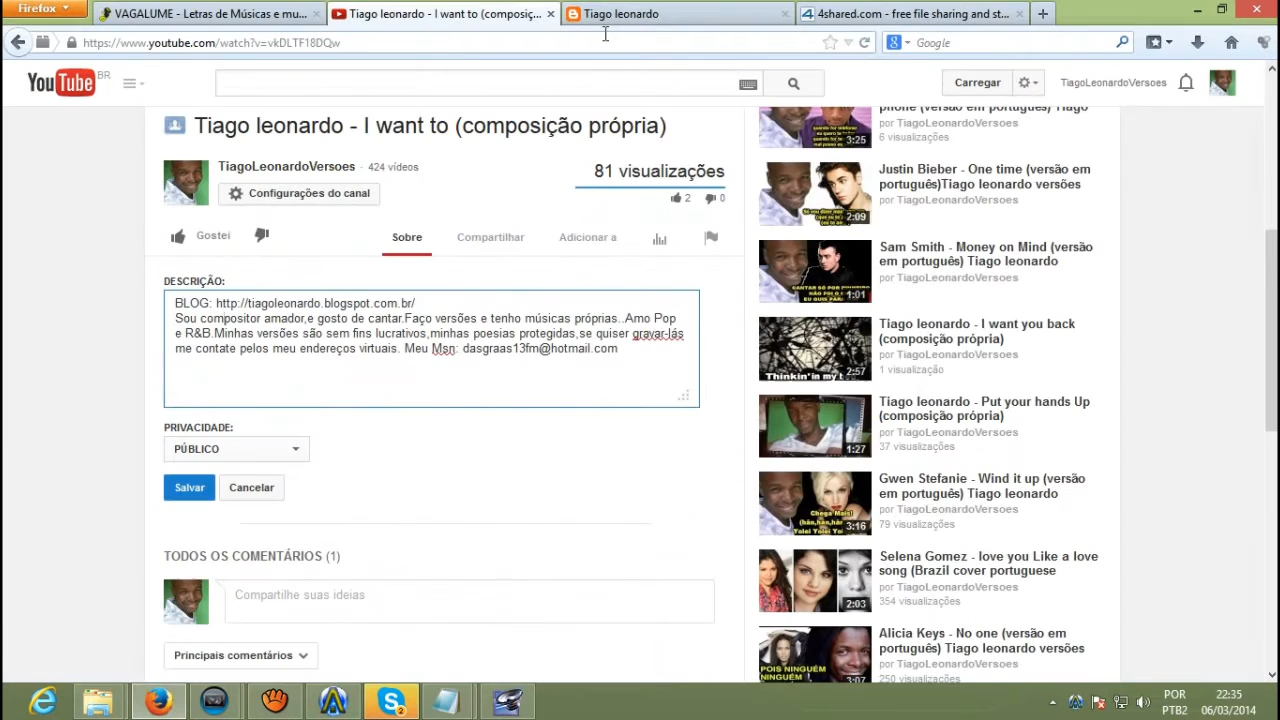 Firefox
VAGALUME - Letras de Músicas e mu...
Tiago leonardo - I want to (composiç...
Tiago leonardo
4shared.com - free file sharing and st...
https://www.youtube.com/watch?v=vkDLTF18DQw
Google
YouTube BR
Carregar
TiagoLeonardoVersoes
Tiago leonardo - I want to (composição própria)
TiagoLeonardoVersoes · 424 vídeos
Configurações do canal
81 visualizações
2 0
Gostei
Sobre
Compartilhar
Adicionar a
DESCRIÇÃO:
BLOG: http://tiagoleonardo.blogspot.com.br/
Sou compositor amador,e gosto de cantar.Faço versões e tenho músicas próprias..Amo Pop
e R&B.Minhas versões são sem fins lucrativos,minhas poesias protegidas,se quiser gravar-lás
me contate pelos meu endereços virtuais. Meu Msn: dasgraas13fm@hotmail.com
PRIVACIDADE:
PÚBLICO
Salvar
Cancelar
TODOS OS COMENTÁRIOS (1)
Compartilhe suas ideias
Principais comentários
phone (versão em português) Tiago
por TiagoLeonardoVersoes
6 visualizações
3:25
Justin Bieber - One time (versão em
português)Tiago leonardo versões
por TiagoLeonardoVersoes
2:09
Sam Smith - Money on Mind (versão
em português) Tiago leonardo
por TiagoLeonardoVersoes
1:01
Tiago leonardo - I want you back
(composição própria)
por TiagoLeonardoVersoes
1 visualização
Thinkin' in my
2:57
Tiago leonardo - Put your hands Up
(composição própria)
por TiagoLeonardoVersoes
37 visualizações
1:27
Gwen Stefanie - Wind it up (versão
em português) Tiago leonardo
por TiagoLeonardoVersoes
79 visualizações
Chega Mais!
3:16
Selena Gomez - love you Like a love
song (Brazil cover portuguese
por TiagoLeonardoVersoes
354 visualizações
2:03
Alicia Keys - No one (versão em
português) Tiago leonardo versões
por TiagoLeonardoVersoes
250 visualizações
POIS NINGUÉM
NINGUÉM
3:07
POR
PTB2
22:35
06/03/2014